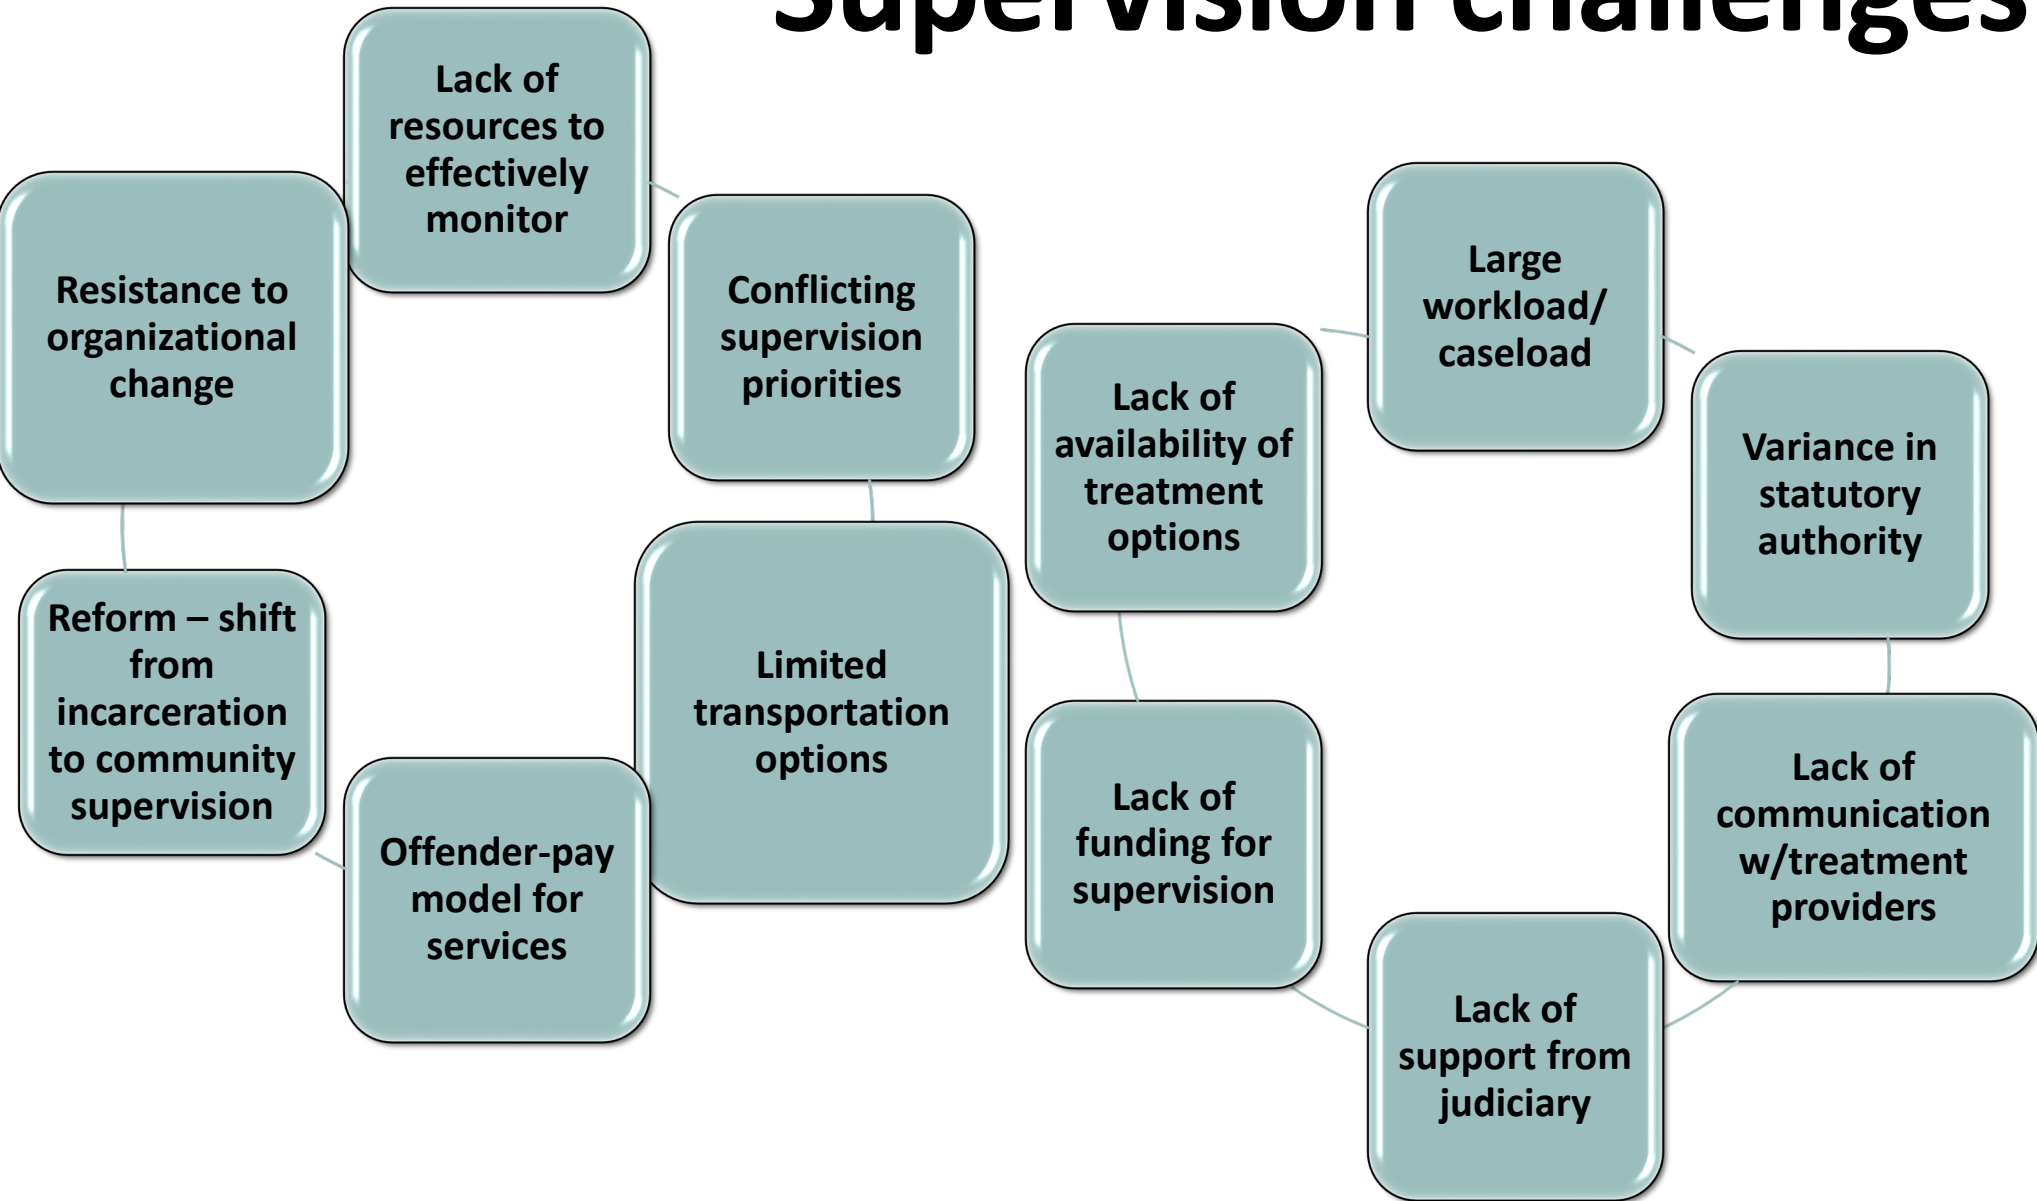 Supervision challenges
Lack of
resources to
effectively
monitor
Conflicting
supervision
priorities
Limited
transportation
options
Offender-pay
model for
services
Reform – shift
from
incarceration
to community
supervision
Resistance to
organizational
change
Large
workload/
caseload
Variance in
statutory
authority
Lack of
communication
w/treatment
providers
Lack of
support from
judiciary
Lack of
funding for
supervision
Lack of
availability of
treatment
options